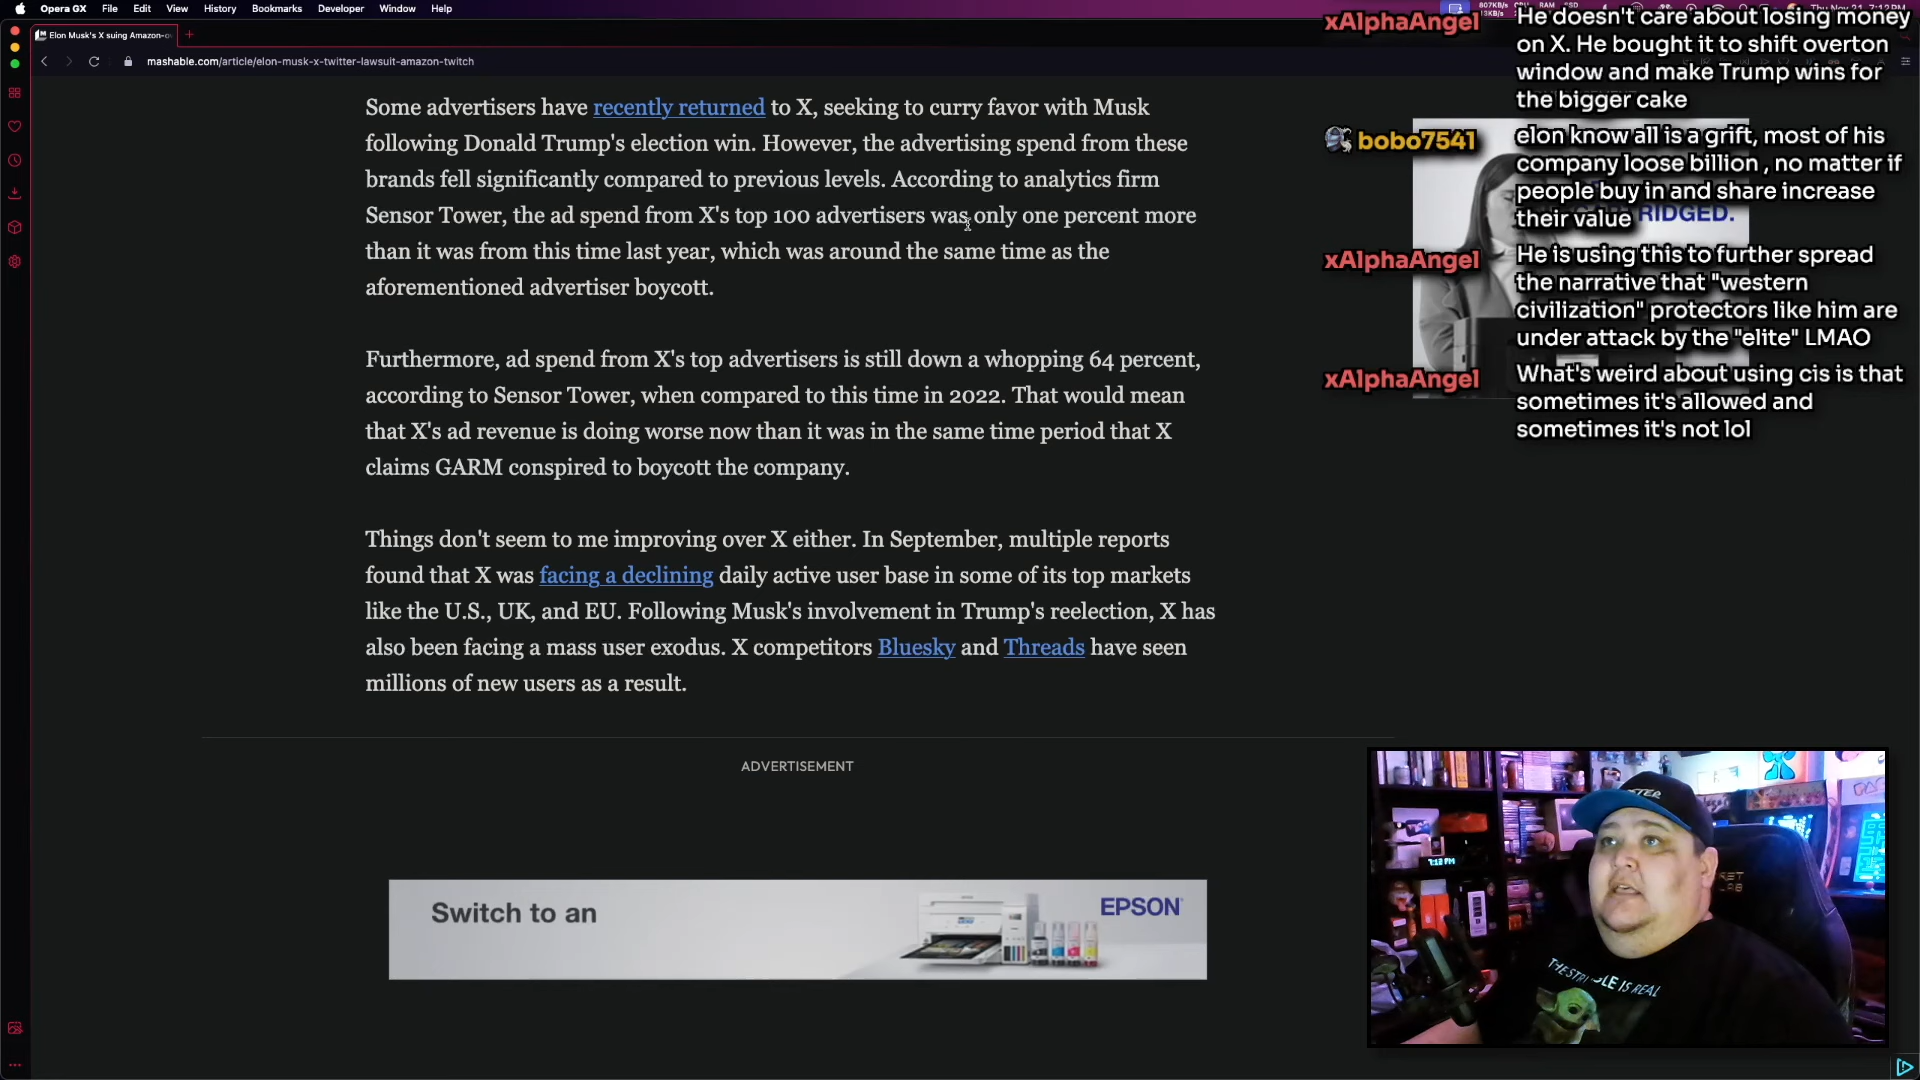 Opera GX File Edit View History Bookmarks Developer Window Help
Elon Musk's X suing Amazon-o
mashable.com/article/elon-musk-x-twitter-lawsuit-amazon-twitch
Some advertisers have recently returned to X, seeking to curry favor with Musk
following Donald Trump's election win. However, the advertising spend from these
brands fell significantly compared to previous levels. According to analytics firm
Sensor Tower, the ad spend from X's top 100 advertisers was only one percent more
than it was from this time last year, which was around the same time as the
aforementioned advertiser boycott.
Furthermore, ad spend from X's top advertisers is still down a whopping 64 percent,
according to Sensor Tower, when compared to this time in 2022. That would mean
that X's ad revenue is doing worse now than it was in the same time period that X
claims GARM conspired to boycott the company.
Things don't seem to me improving over X either. In September, multiple reports
found that X was facing a declining daily active user base in some of its top markets
like the U.S., UK, and EU. Following Musk's involvement in Trump's reelection, X has
also been facing a mass user exodus. X competitors Bluesky and Threads have seen
millions of new users as a result.
ADVERTISEMENT
Switch to an
EPSON
xAlphaAngel
He doesn't care about losing money
on X. He bought it to shift overton
window and make Trump wins for
the bigger cake
bobo7541
elon know all is a grift, most of his
company loose billion , no matter if
people buy in and share increase
their value
RIDGED.
xAlphaAngel
He is using this to further spread
the narrative that "western
civilization" protectors like him are
under attack by the "elite" LMAO
xAlphaAngel
What's weird about using cis is that
sometimes it's allowed and
sometimes it's not lol
7:12 PM
THE STRUGGLE IS REAL